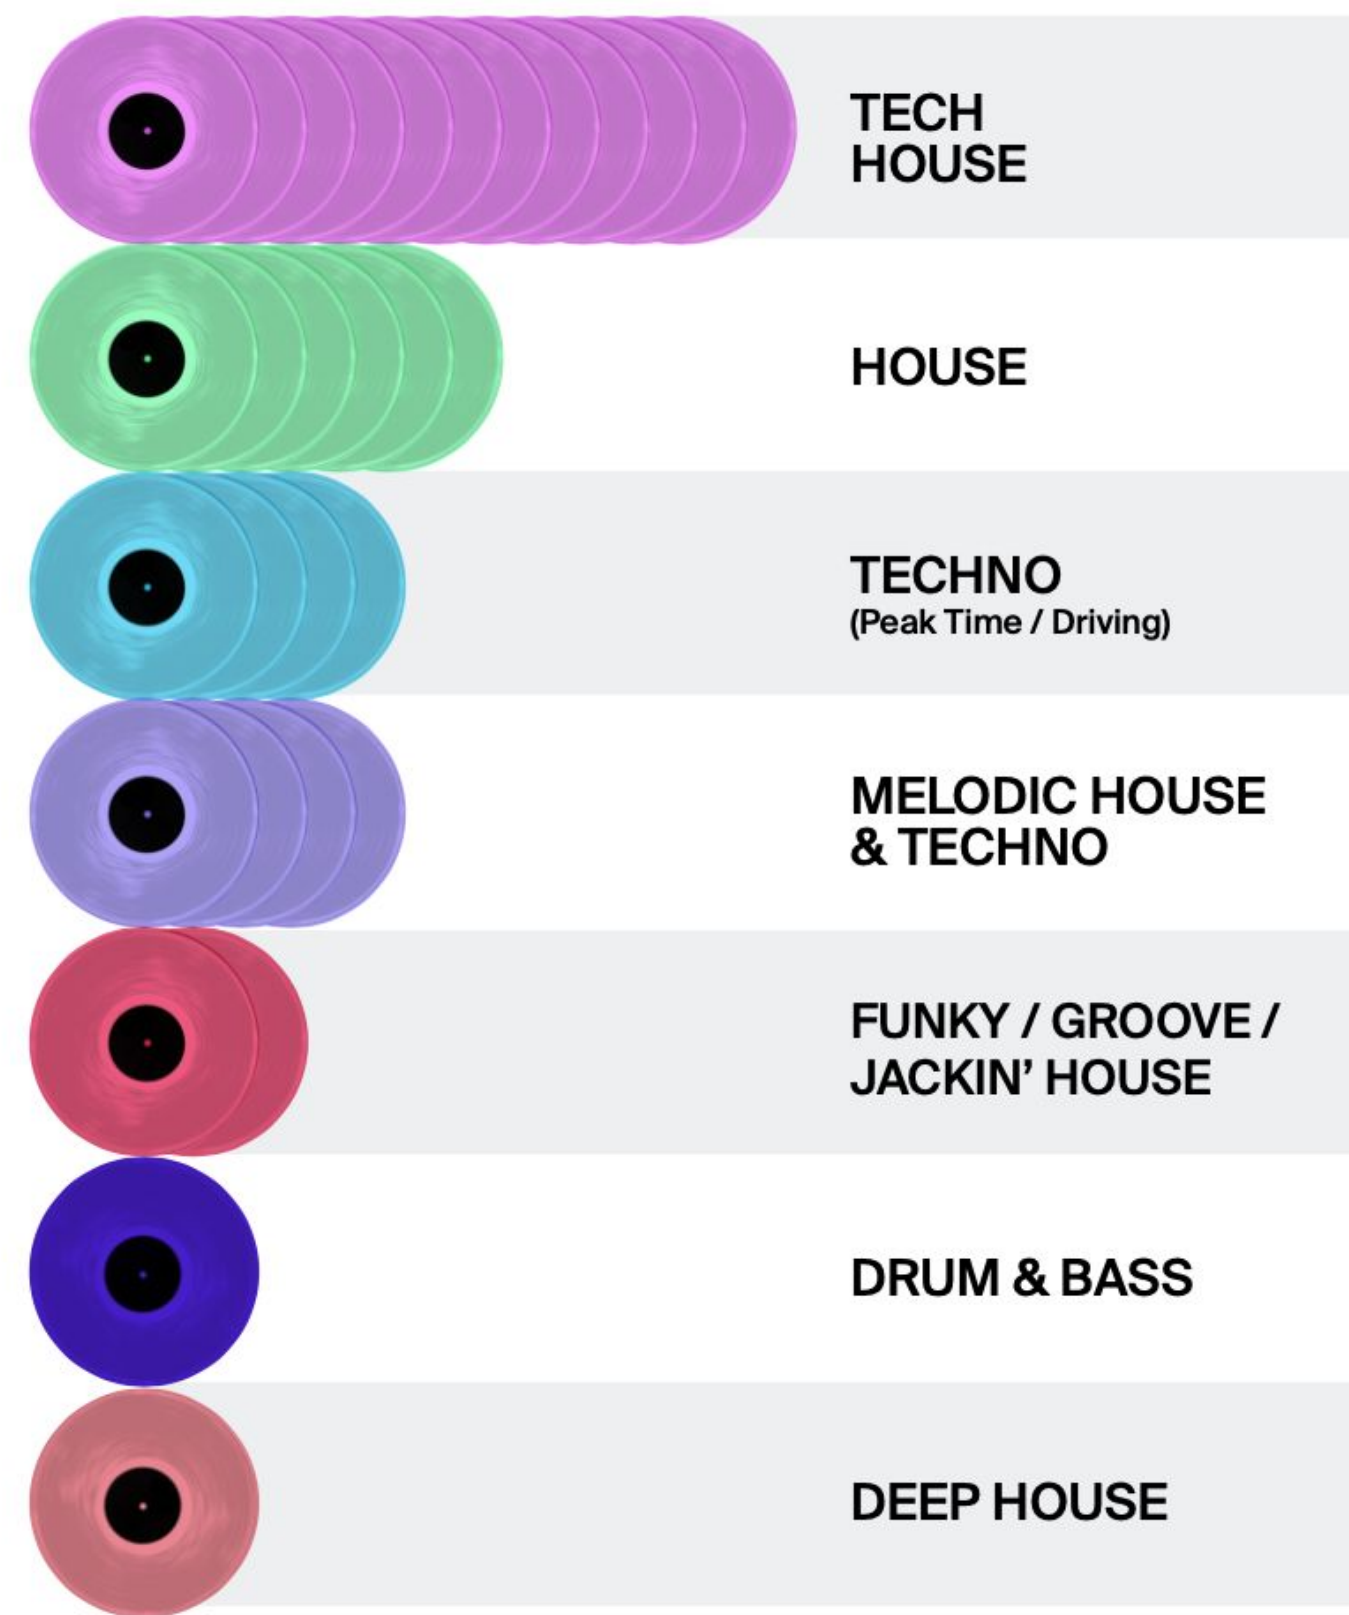 TECH
HOUSE
HOUSE
TECHNO
(Peak Time / Driving)
MELODIC HOUSE
& TECHNO
FUNKY / GROOVE /
JACKIN’ HOUSE
DRUM & BASS
DEEP HOUSE